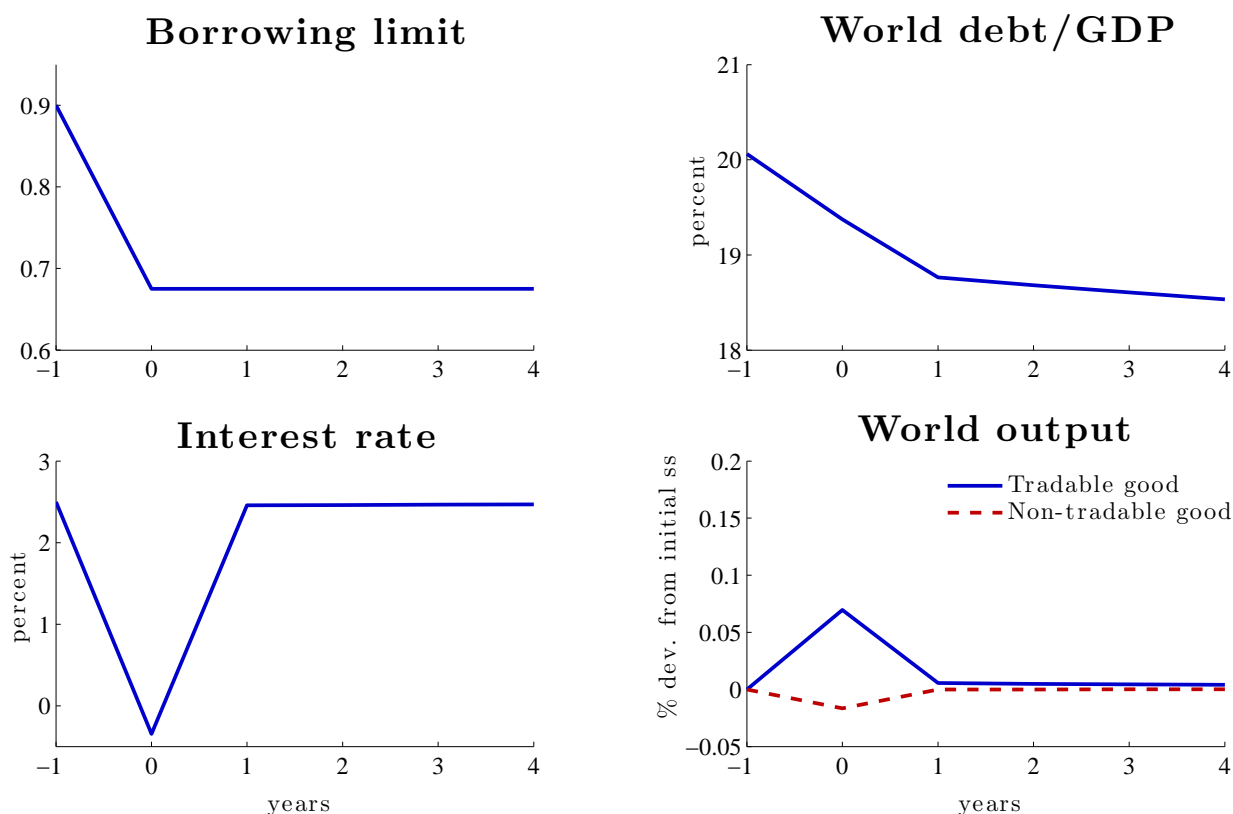 Borrowing limit
0.9
0.8
0.7
0.6
−1 0 1 2 3 4
World debt/GDP
percent
21
20
19
18
−1 0 1 2 3 4
Interest rate
percent
3
2
1
0
−1 0 1 2 3 4
years
World output
% dev. from initial ss
0.2
0.15
0.1
0.05
0
−0.05
Tradable good
Non-tradable good
−1 0 1 2 3 4
years